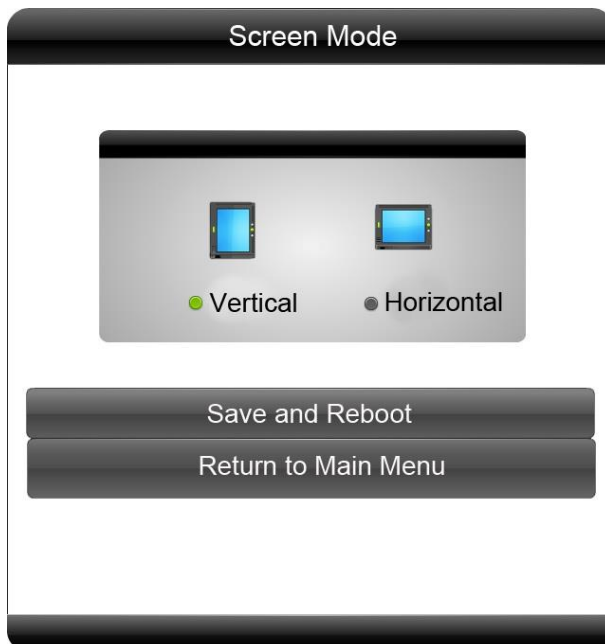 Screen Mode
Vertical
Horizontal
Save and Reboot
Return to Main Menu